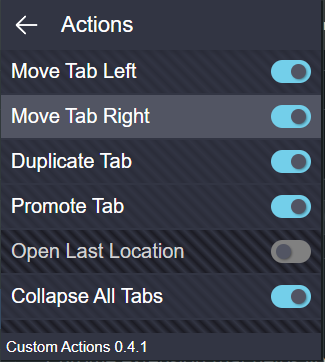 Actions
Move Tab Left
Move Tab Right
Duplicate Tab
Promote Tab
Open Last Location
Collapse All Tabs
Custom Actions 0.4.1